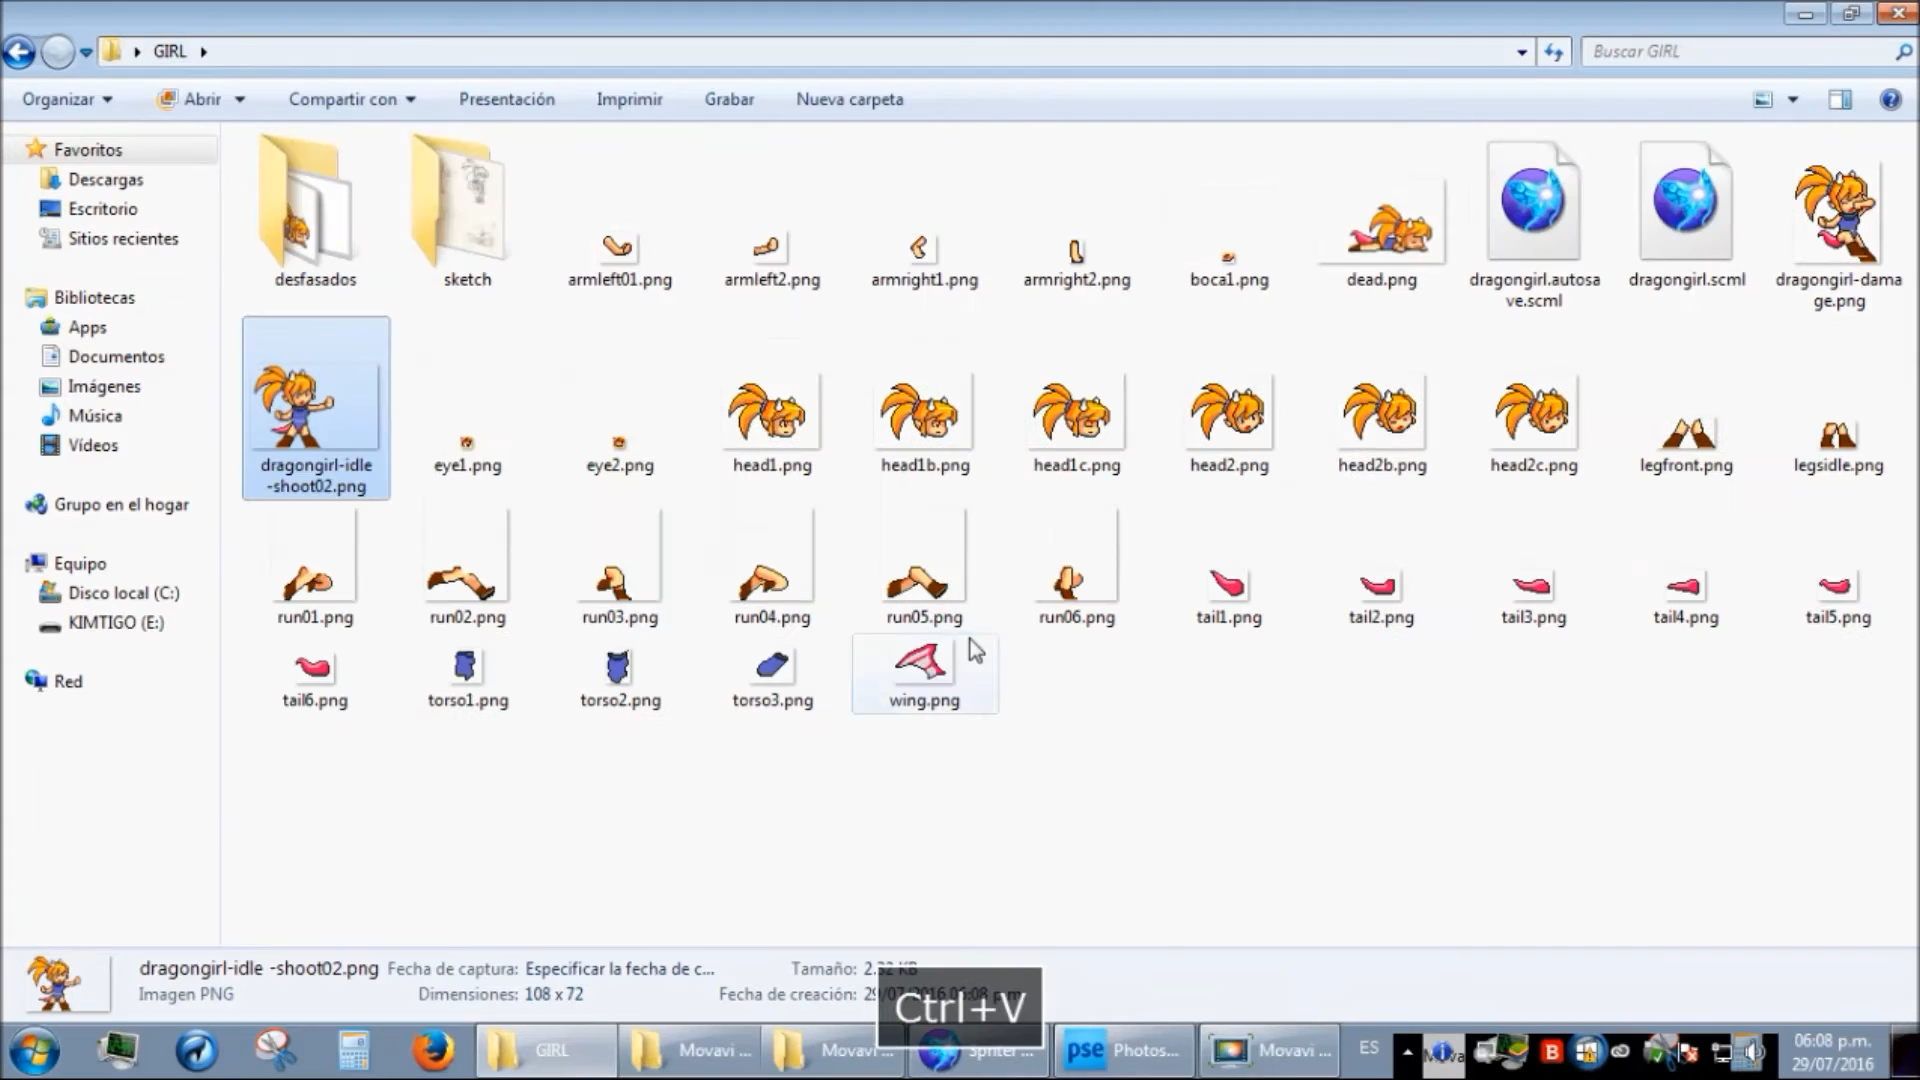 GIRL
Buscar GIRL
Organizar
Abrir
Compartir con
Presentación
Imprimir
Grabar
Nueva carpeta
Favoritos
Descargas
Escritorio
Sitios recientes
Bibliotecas
Apps
Documentos
Imágenes
Música
Vídeos
Grupo en el hogar
Equipo
Disco local (C:)
KIMTIGO (E:)
Red
desfasados
sketch
armleft01.png
armleft2.png
armright1.png
armright2.png
boca1.png
dead.png
dragongirl.autosa
ve.scml
dragongirl.scml
dragongirl-dama
ge.png
dragongirl-idle
-shoot02.png
eye1.png
eye2.png
head1.png
head1b.png
head1c.png
head2.png
head2b.png
head2c.png
legfront.png
legsidle.png
run01.png
run02.png
run03.png
run04.png
run05.png
run06.png
tail1.png
tail2.png
tail3.png
tail4.png
tail5.png
tail6.png
torso1.png
torso2.png
torso3.png
wing.png
dragongirl-idle -shoot02.png
Imagen PNG
Fecha de captura: Especificar la fecha de c...
Dimensiones: 108 x 72
Tamaño: 2.32 KB
Fecha de creación: 29/07/2016 06:08 p.m.
Ctrl+V
GIRL
Movavi ...
Movavi ...
Spriter ...
pse Photos...
Movavi ...
ES
06:08 p.m.
29/07/2016